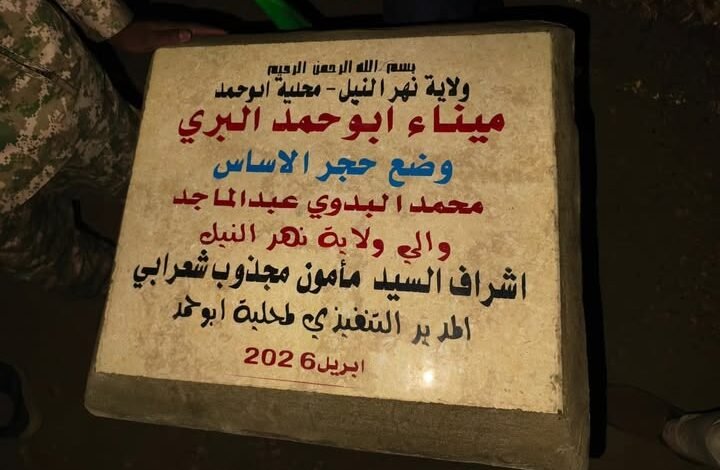 بسم الله الرحمن الرحيم
ولاية نهر النيل - محلية ابوحمد
ميناء ابوحمد البري
وضع حجر الاساس
محمد البدوي عبدالماجد
والي ولاية نهر النيل
اشراف السيد مأمون مجذوب شعرابي
المدير التنفيذي لمحلية ابوحمد
ابريل 2026